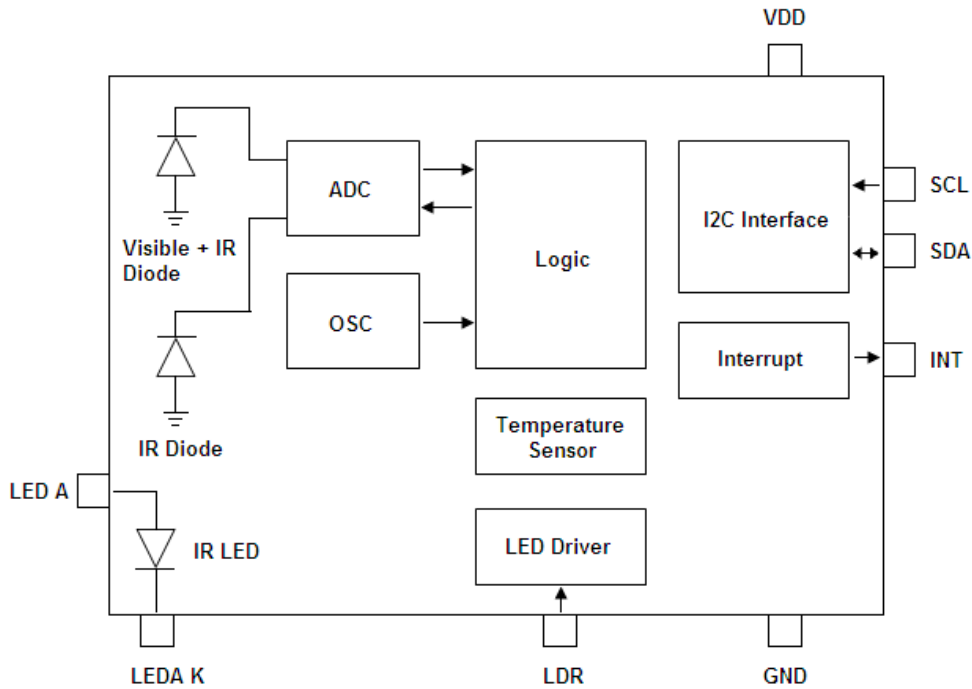 VDD
ADC
Logic
I2C Interface
SCL
SDA
Visible + IR
Diode
OSC
Interrupt
INT
IR Diode
Temperature
Sensor
LED A
IR LED
LED Driver
LEDA K
LDR
GND